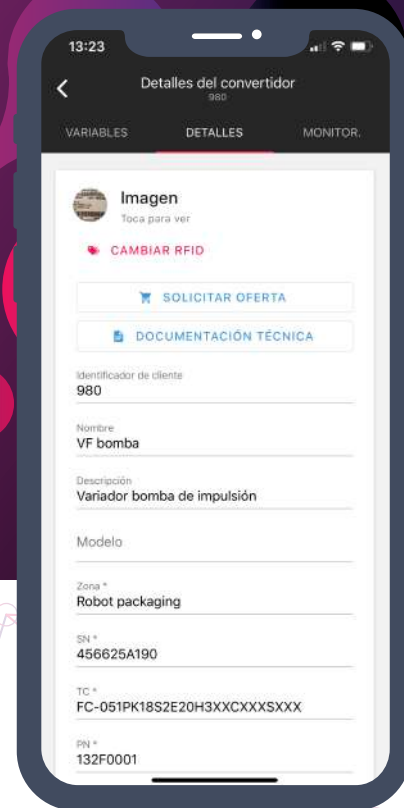 13:23
Detalles del convertidor
980
VARIABLES
DETALLES
MONITOR.
Imagen
Toca para ver
CAMBIAR RFID
SOLICITAR OFERTA
DOCUMENTACIÓN TÉCNICA
Identificador de cliente
980
Nombre
VF bomba
Descripción
Variador bomba de impulsión
Modelo
Zona *
Robot packaging
SN *
456625A190
TC *
FC-051PK18S2E20H3XXCXXXSXXX
PN *
132F0001